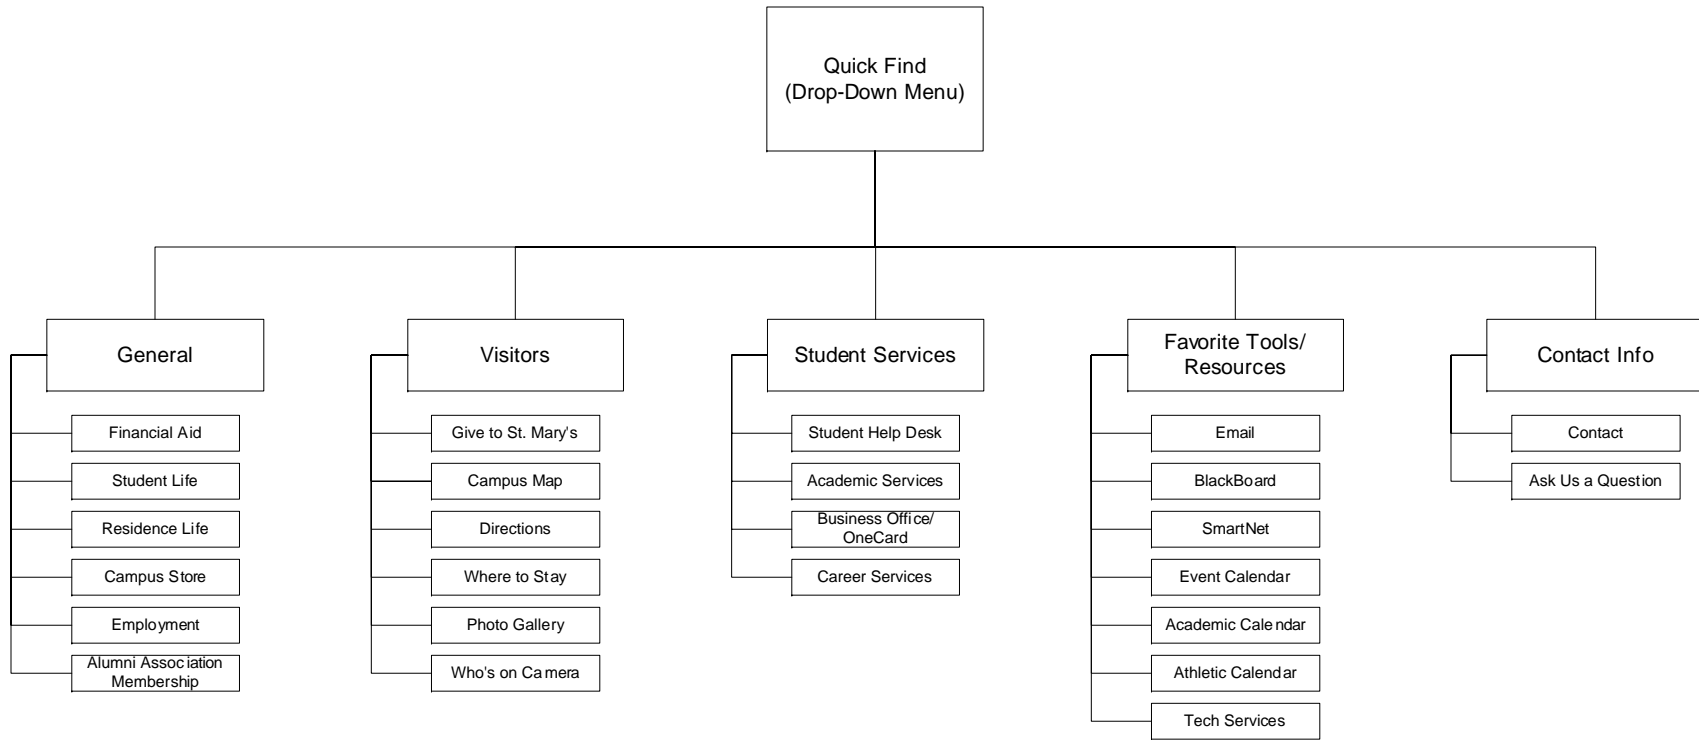 Quick Find
(Drop-Down Menu)
General
Financial Aid
Student Life
Residence Life
Campus Store
Employment
Alumni Association
Membership
Visitors
Give to St. Mary's
Campus Map
Directions
Where to Stay
Photo Gallery
Who's on Camera
Student Services
Student Help Desk
Academic Services
Business Office/
OneCard
Career Services
Favorite Tools/
Resources
Email
BlackBoard
SmartNet
Event Calendar
Academic Calendar
Athletic Calendar
Tech Services
Contact Info
Contact
Ask Us a Question